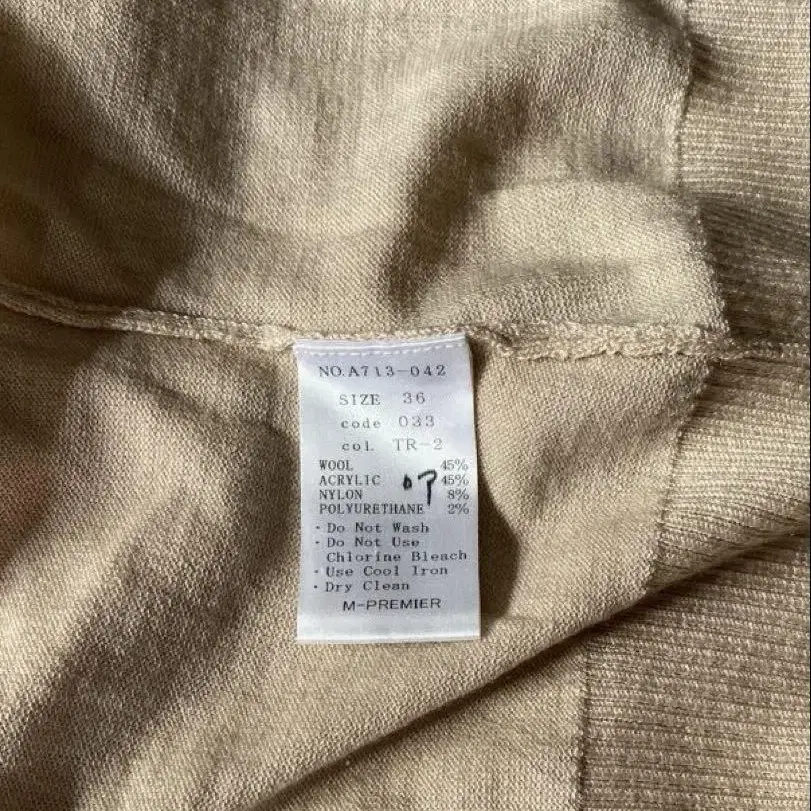 NO.A713-042
SIZE 36
code 033
col TR-2
WOOL 45%
ACRYLIC 45%
NYLON 8%
POLYURETHANE 2%
・Do Not Wash
・Do Not Use
Chlorine Bleach
・Use Cool Iron
・Dry Clean
M-PREMIER